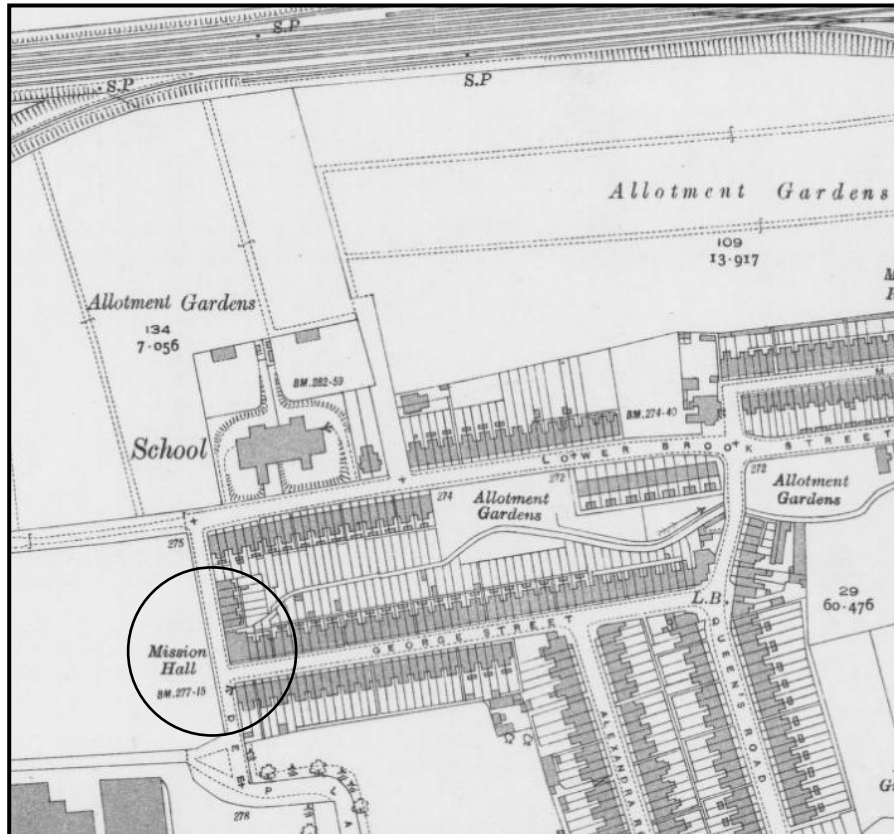 S.P
S.P
S.P
Allotment Gardens
109
13·917
Allotment Gardens
134
7·056
BM.282·59
School
BM.274·40
LOWER BROOK STREET
272
272
274
Allotment
Gardens
Allotment
Gardens
275
29
60·476
L.B.
Mission
Hall
GEORGE STREET
BM.277·15
QUEENS ROAD
ALEXANDRA R
278